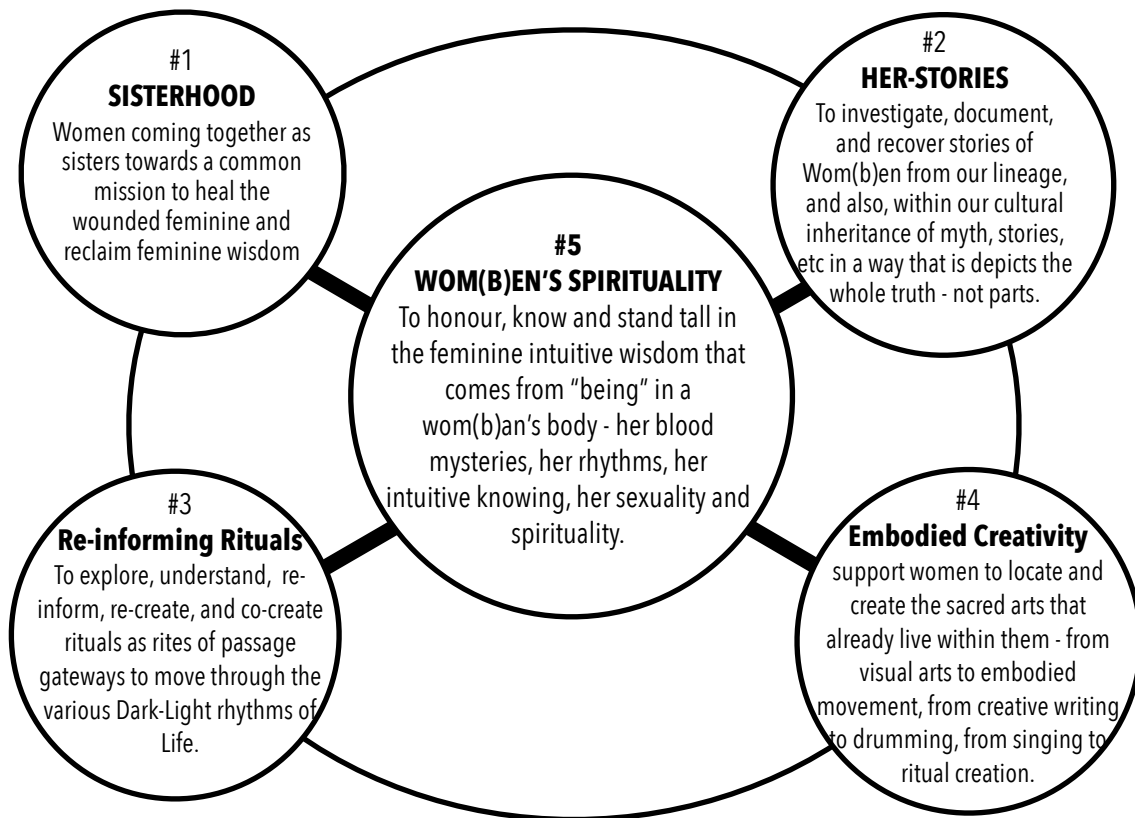 #1
SISTERHOOD
Women coming together as
sisters towards a common
mission to heal the
wounded feminine and
reclaim feminine wisdom
#2
HER-STORIES
To investigate, document,
and recover stories of
Wom(b)en from our lineage,
and also, within our cultural
inheritance of myth, stories,
etc in a way that is depicts the
whole truth - not parts.
#5
WOM(B)EN'S SPIRITUALITY
To honour, know and stand tall in
the feminine intuitive wisdom that
comes from “being” in a
wom(b)an's body - her blood
mysteries, her rhythms, her
intuitive knowing, her sexuality and
spirituality.
#3
Re-informing Rituals
To explore, understand, re-
inform, re-create, and co-create
rituals as rites of passage
gateways to move through the
various Dark-Light rhythms of
Life.
#4
Embodied Creativity
support women to locate and
create the sacred arts that
already live within them - from
visual arts to embodied
movement, from creative writing
to drumming, from singing to
ritual creation.